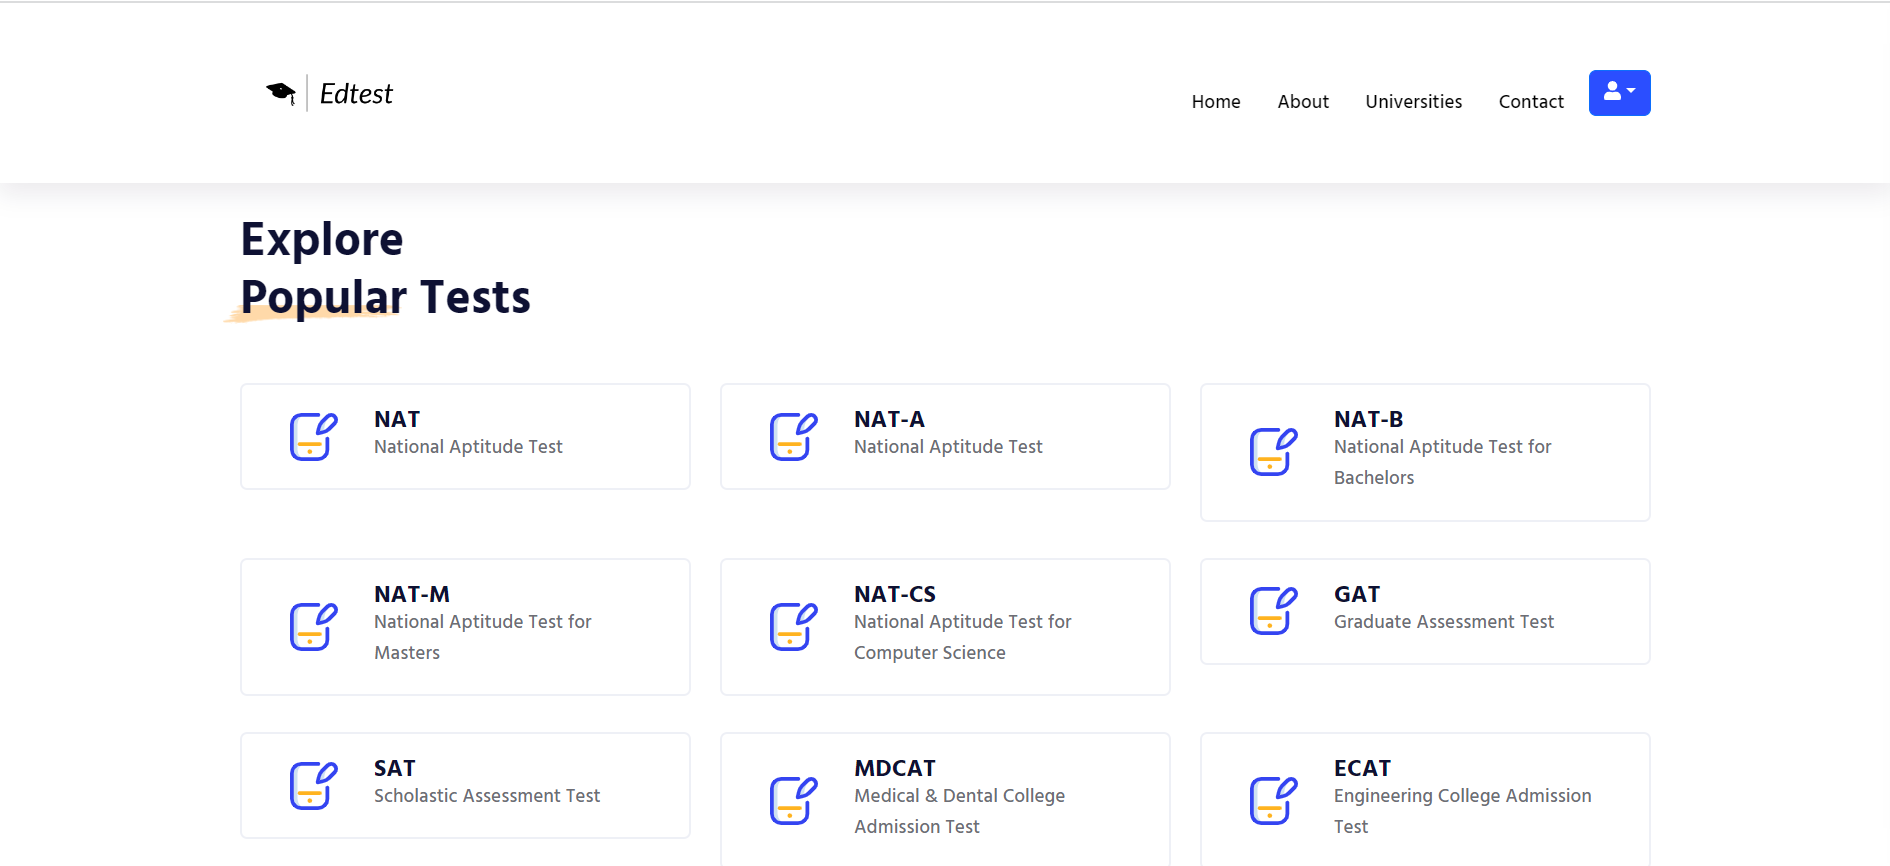 Edtest
Home About Universities Contact
Explore
Popular Tests
NAT
National Aptitude Test
NAT-A
National Aptitude Test
NAT-B
National Aptitude Test for
Bachelors
NAT-M
National Aptitude Test for
Masters
NAT-CS
National Aptitude Test for
Computer Science
GAT
Graduate Assessment Test
SAT
Scholastic Assessment Test
MDCAT
Medical & Dental College
Admission Test
ECAT
Engineering College Admission
Test